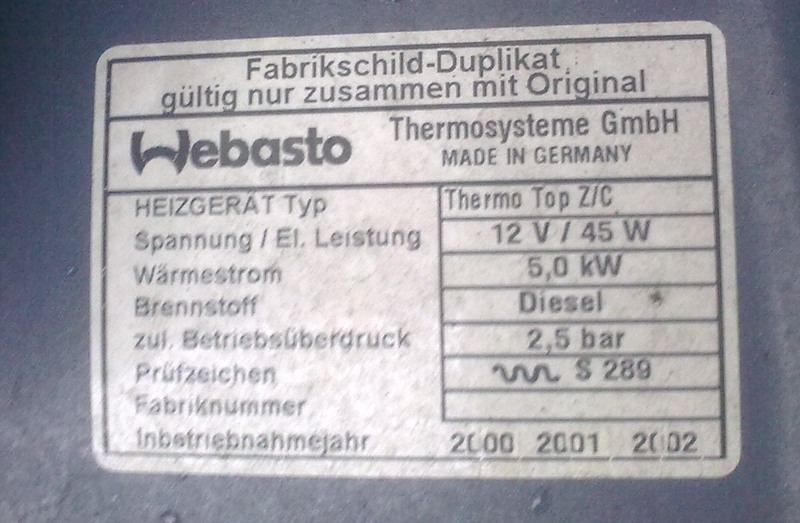 Fabrikschild-Duplikat
gültig nur zusammen mit Original
Webasto Thermosysteme GmbH
MADE IN GERMANY
HEIZGERÄT Typ Thermo Top Z/C
Spannung / El. Leistung 12 V / 45 W
Wärmestrom 5,0 kW
Brennstoff Diesel
zul. Betriebsüberdruck 2,5 bar
Prüfzeichen S 289
Fabriknummer
Inbetriebnahmejahr 2000 2001 2002